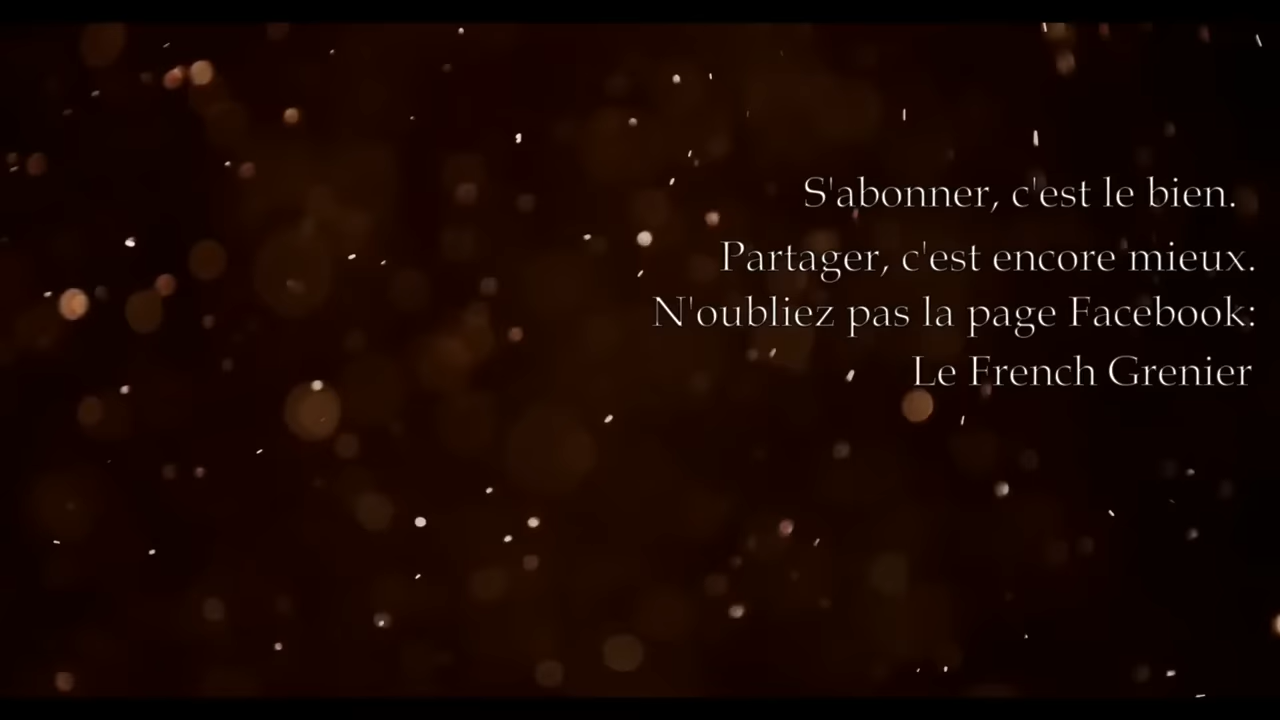 S'abonner, c'est le bien.
Partager, c'est encore mieux.
N'oubliez pas la page Facebook:
Le French Grenier